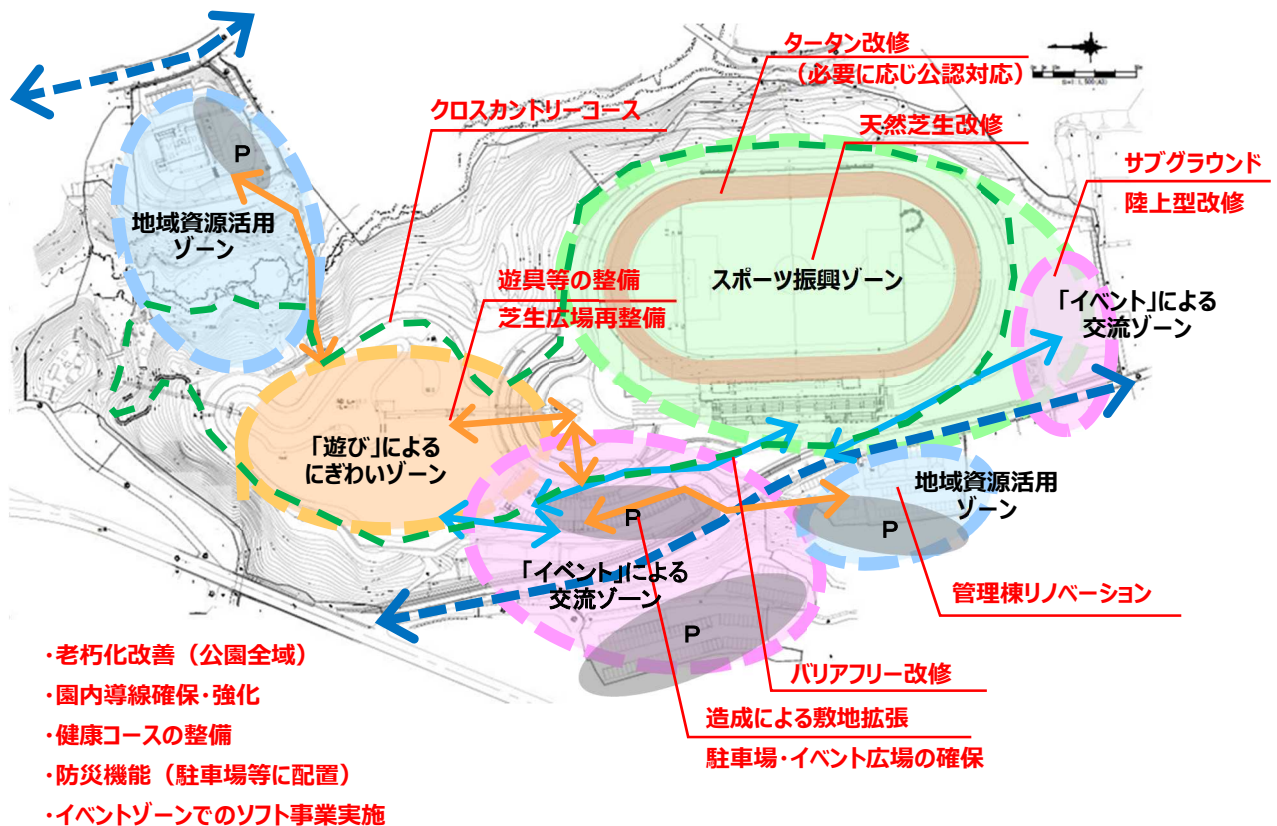 タータン改修
（必要に応じ公認対応）
クロスカントリーコース
天然芝生改修
サブグラウンド
陸上型改修
P
地域資源活用
ゾーン
スポーツ振興ゾーン
遊具等の整備
芝生広場再整備
「イベント」による
交流ゾーン
「遊び」による
にぎわいゾーン
地域資源活用
ゾーン
P
P
「イベント」による
交流ゾーン
管理棟リノベーション
P
バリアフリー改修
造成による敷地拡張
駐車場・イベント広場の確保
・老朽化改善（公園全域）
・園内導線確保・強化
・健康コースの整備
・防災機能（駐車場等に配置）
・イベントゾーンでのソフト事業実施